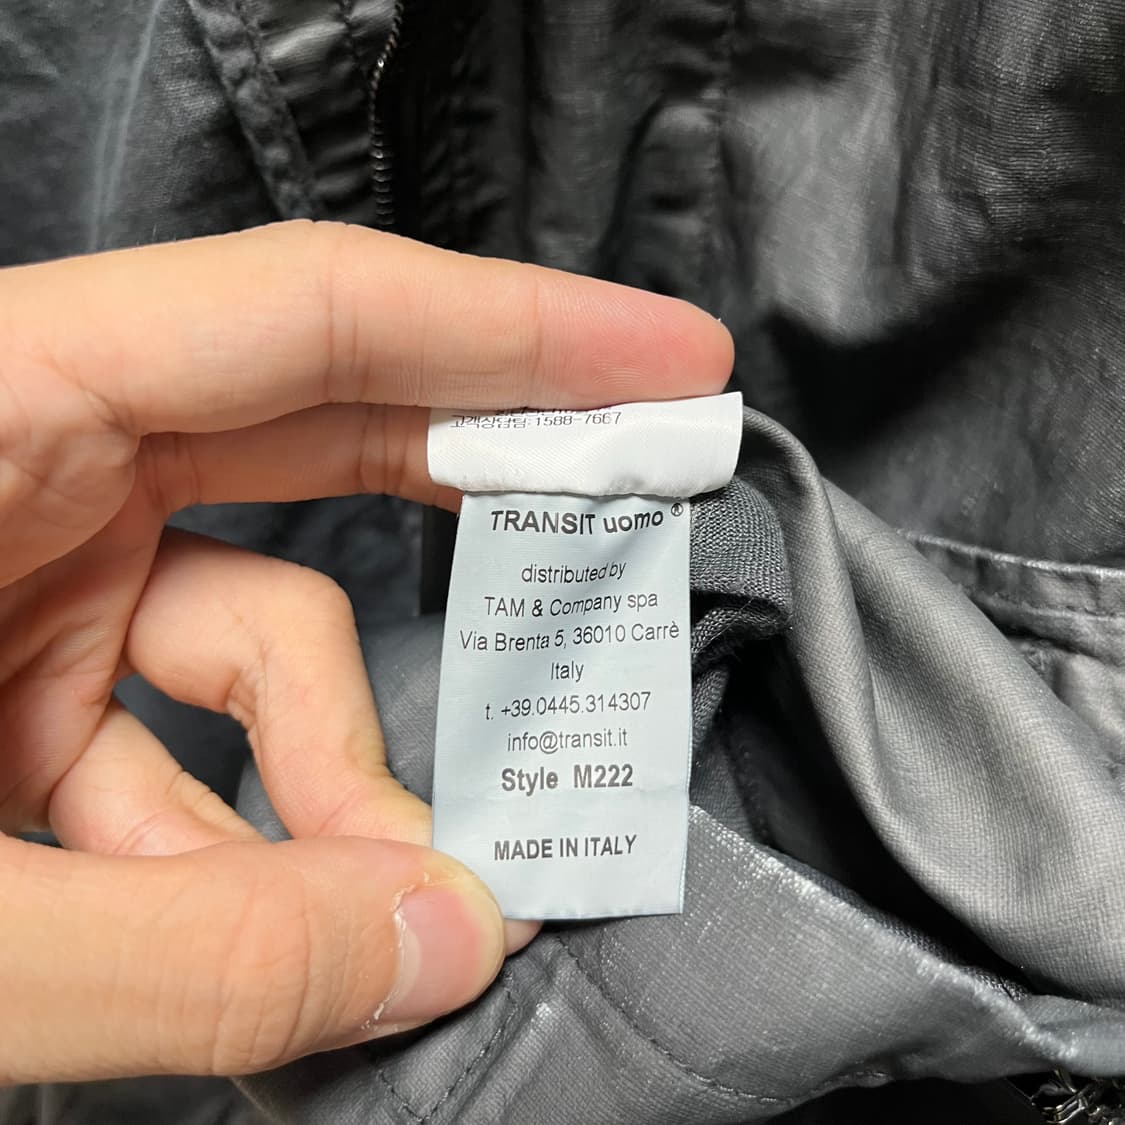 고객상담팀:1588-7667
TRANSIT uomo ®
distributed by
TAM & Company spa
Via Brenta 5, 36010 Carrè
Italy
t. +39.0445.314307
info@transit.it
Style M222
MADE IN ITALY